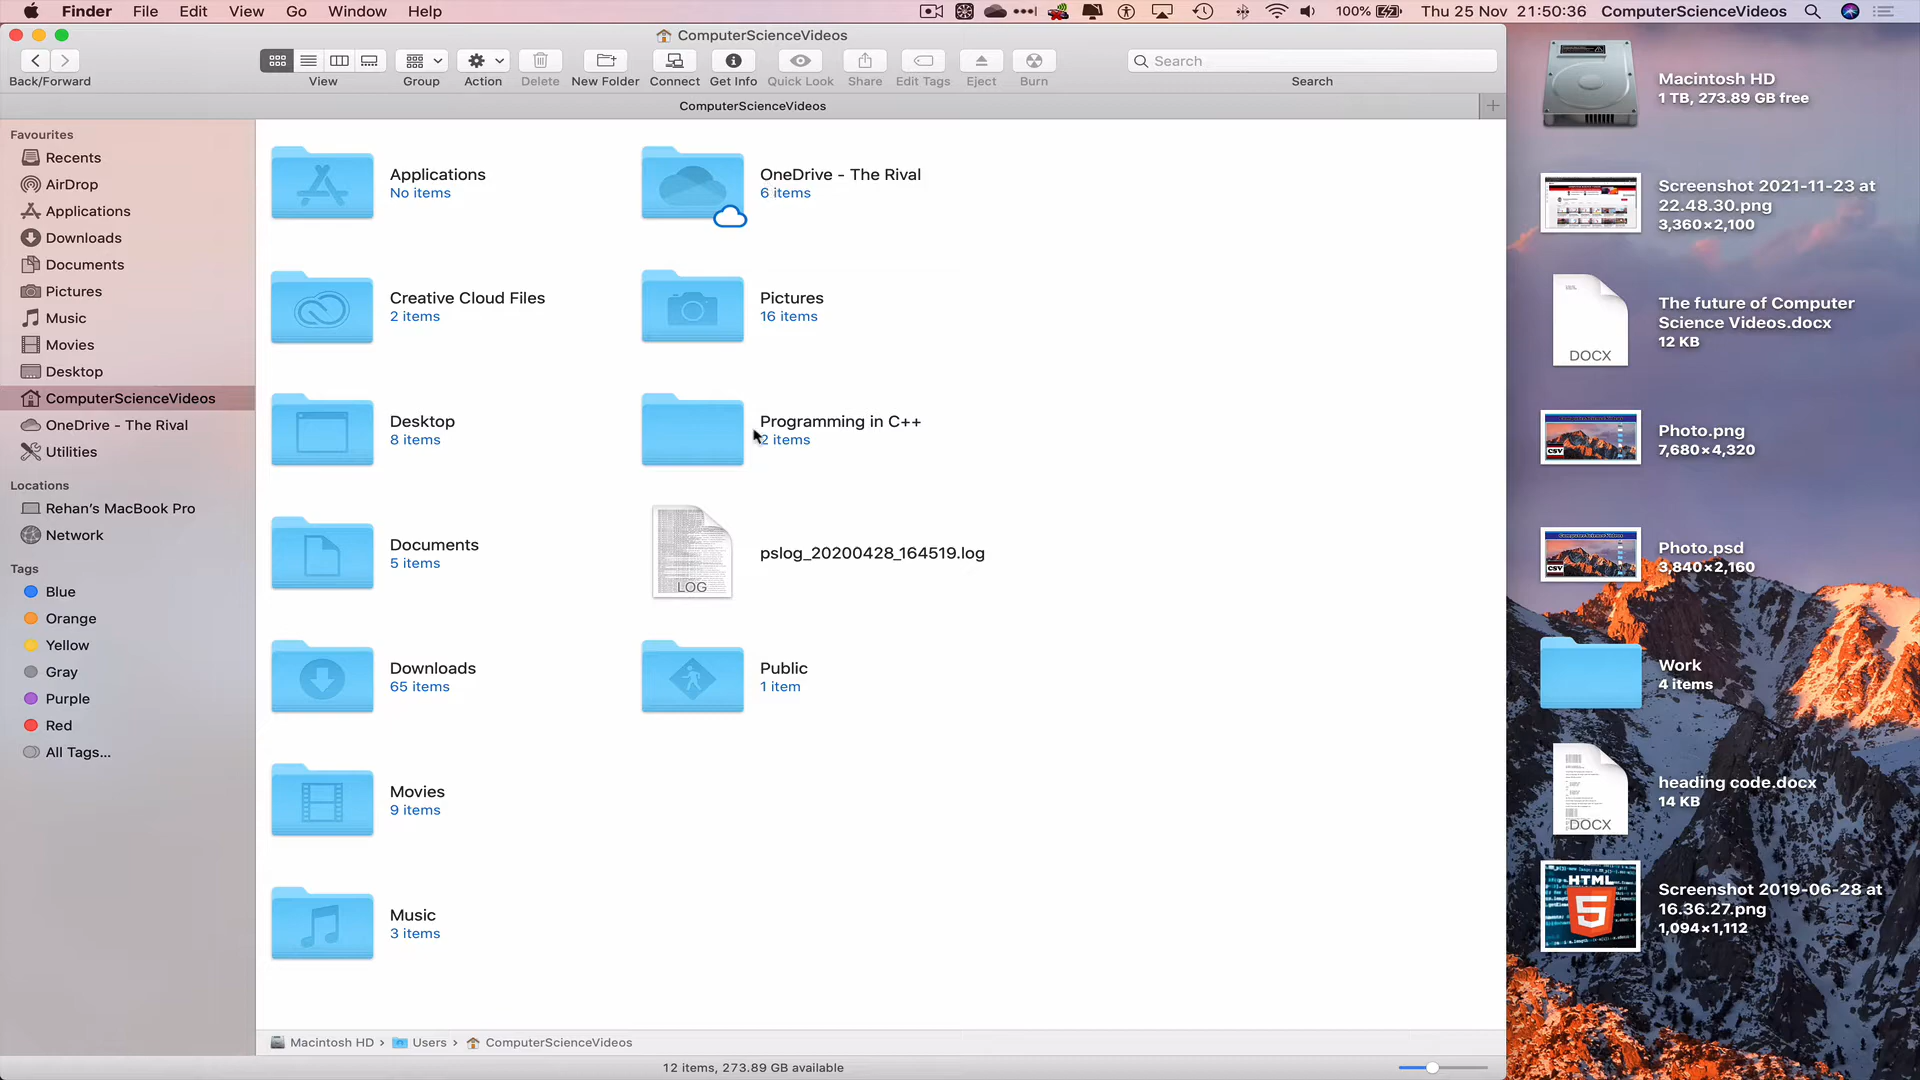 Finder File Edit View Go Window Help 100% Thu 25 Nov 21:50:36 ComputerScienceVideos
ComputerScienceVideos
Back/Forward View Group Action Delete New Folder Connect Get Info Quick Look Share Edit Tags Eject Burn Search
Search
ComputerScienceVideos
Favourites
Recents
AirDrop
Applications
Downloads
Documents
Pictures
Music
Movies
Desktop
ComputerScienceVideos
OneDrive - The Rival
Utilities
Locations
Rehan's MacBook Pro
Network
Tags
Blue
Orange
Yellow
Gray
Purple
Red
All Tags...
Applications
No items
OneDrive - The Rival
6 items
Creative Cloud Files
2 items
Pictures
16 items
Desktop
8 items
Programming in C++
2 items
Documents
5 items
LOG
pslog_20200428_164519.log
Downloads
65 items
Public
1 item
Movies
9 items
Music
3 items
Macintosh HD › Users › ComputerScienceVideos
12 items, 273.89 GB available
Macintosh HD
1 TB, 273.89 GB free
Screenshot 2021-11-23 at
22.48.30.png
3,360×2,100
DOCX
The future of Computer
Science Videos.docx
12 KB
CSV
Photo.png
7,680×4,320
CSV
Photo.psd
3,840×2,160
Work
4 items
DOCX
heading code.docx
14 KB
HTML
5
Screenshot 2019-06-28 at
16.36.27.png
1,094×1,112